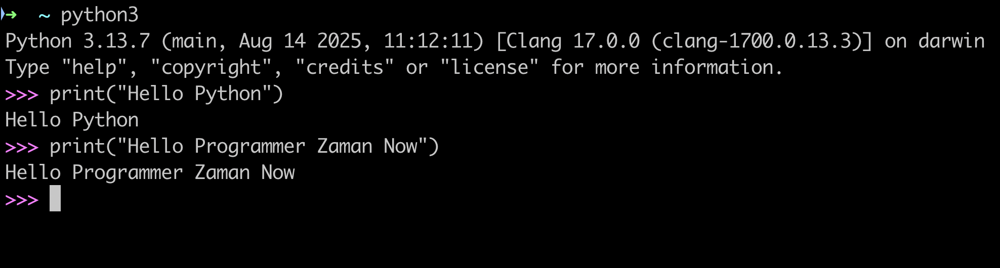 ➜  ~ python3
Python 3.13.7 (main, Aug 14 2025, 11:12:11) [Clang 17.0.0 (clang-1700.0.13.3)] on darwin
Type "help", "copyright", "credits" or "license" for more information.
>>> print("Hello Python")
Hello Python
>>> print("Hello Programmer Zaman Now")
Hello Programmer Zaman Now
>>>